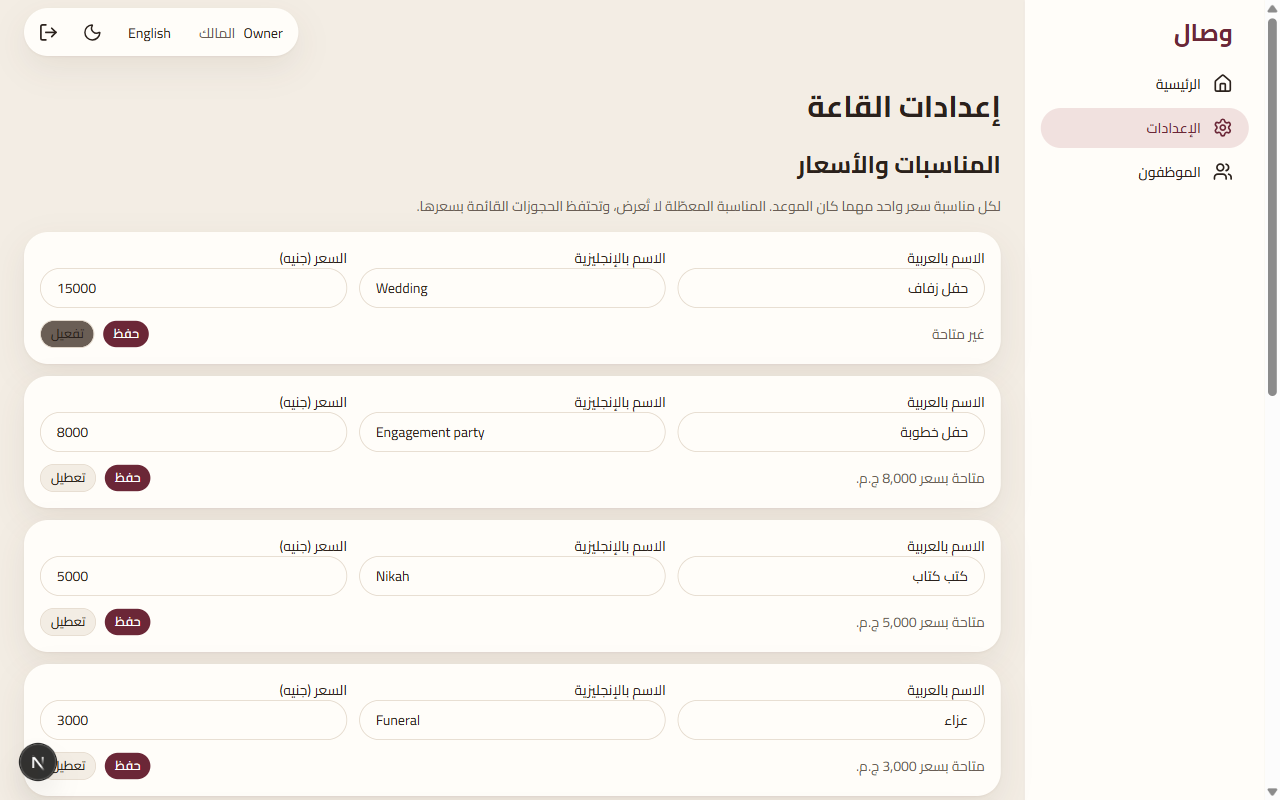 وصال
الرئيسية
الإعدادات
الموظفون
Owner المالك English
إعدادات القاعة
المناسبات والأسعار
لكل مناسبة سعر واحد مهما كان الموعد. المناسبة المعطّلة لا تُعرض، وتحتفظ الحجوزات القائمة بسعرها.
الاسم بالعربية الاسم بالإنجليزية السعر (جنيه)
حفل زفاف Wedding 15000
غير متاحة حفظ تفعيل
الاسم بالعربية الاسم بالإنجليزية السعر (جنيه)
حفل خطوبة Engagement party 8000
متاحة بسعر 8,000 ج.م. حفظ تعطيل
الاسم بالعربية الاسم بالإنجليزية السعر (جنيه)
كتب كتاب Nikah 5000
متاحة بسعر 5,000 ج.م. حفظ تعطيل
الاسم بالعربية الاسم بالإنجليزية السعر (جنيه)
عزاء Funeral 3000
متاحة بسعر 3,000 ج.م. حفظ تعطيل
N